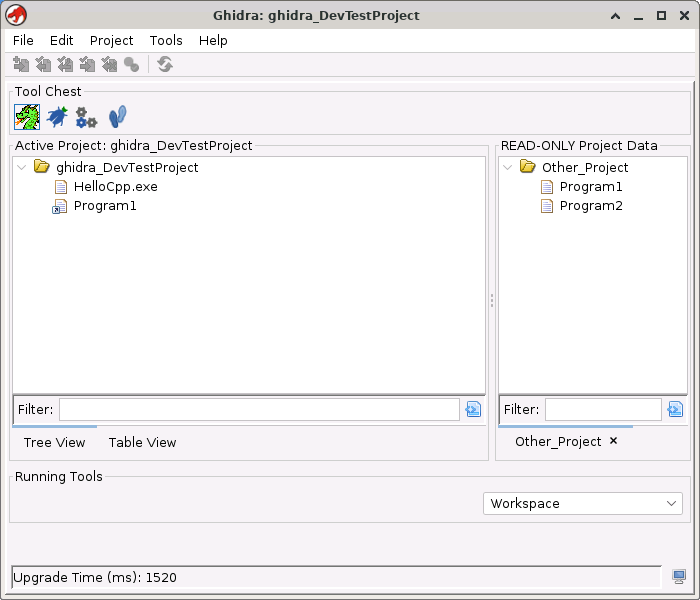 Ghidra: ghidra_DevTestProject
File Edit Project Tools Help
Tool Chest
Active Project: ghidra_DevTestProject
ghidra_DevTestProject
HelloCpp.exe
Program1
Filter:
Tree View Table View
READ-ONLY Project Data
Other_Project
Program1
Program2
Filter:
Other_Project ×
Running Tools
Workspace
Upgrade Time (ms): 1520